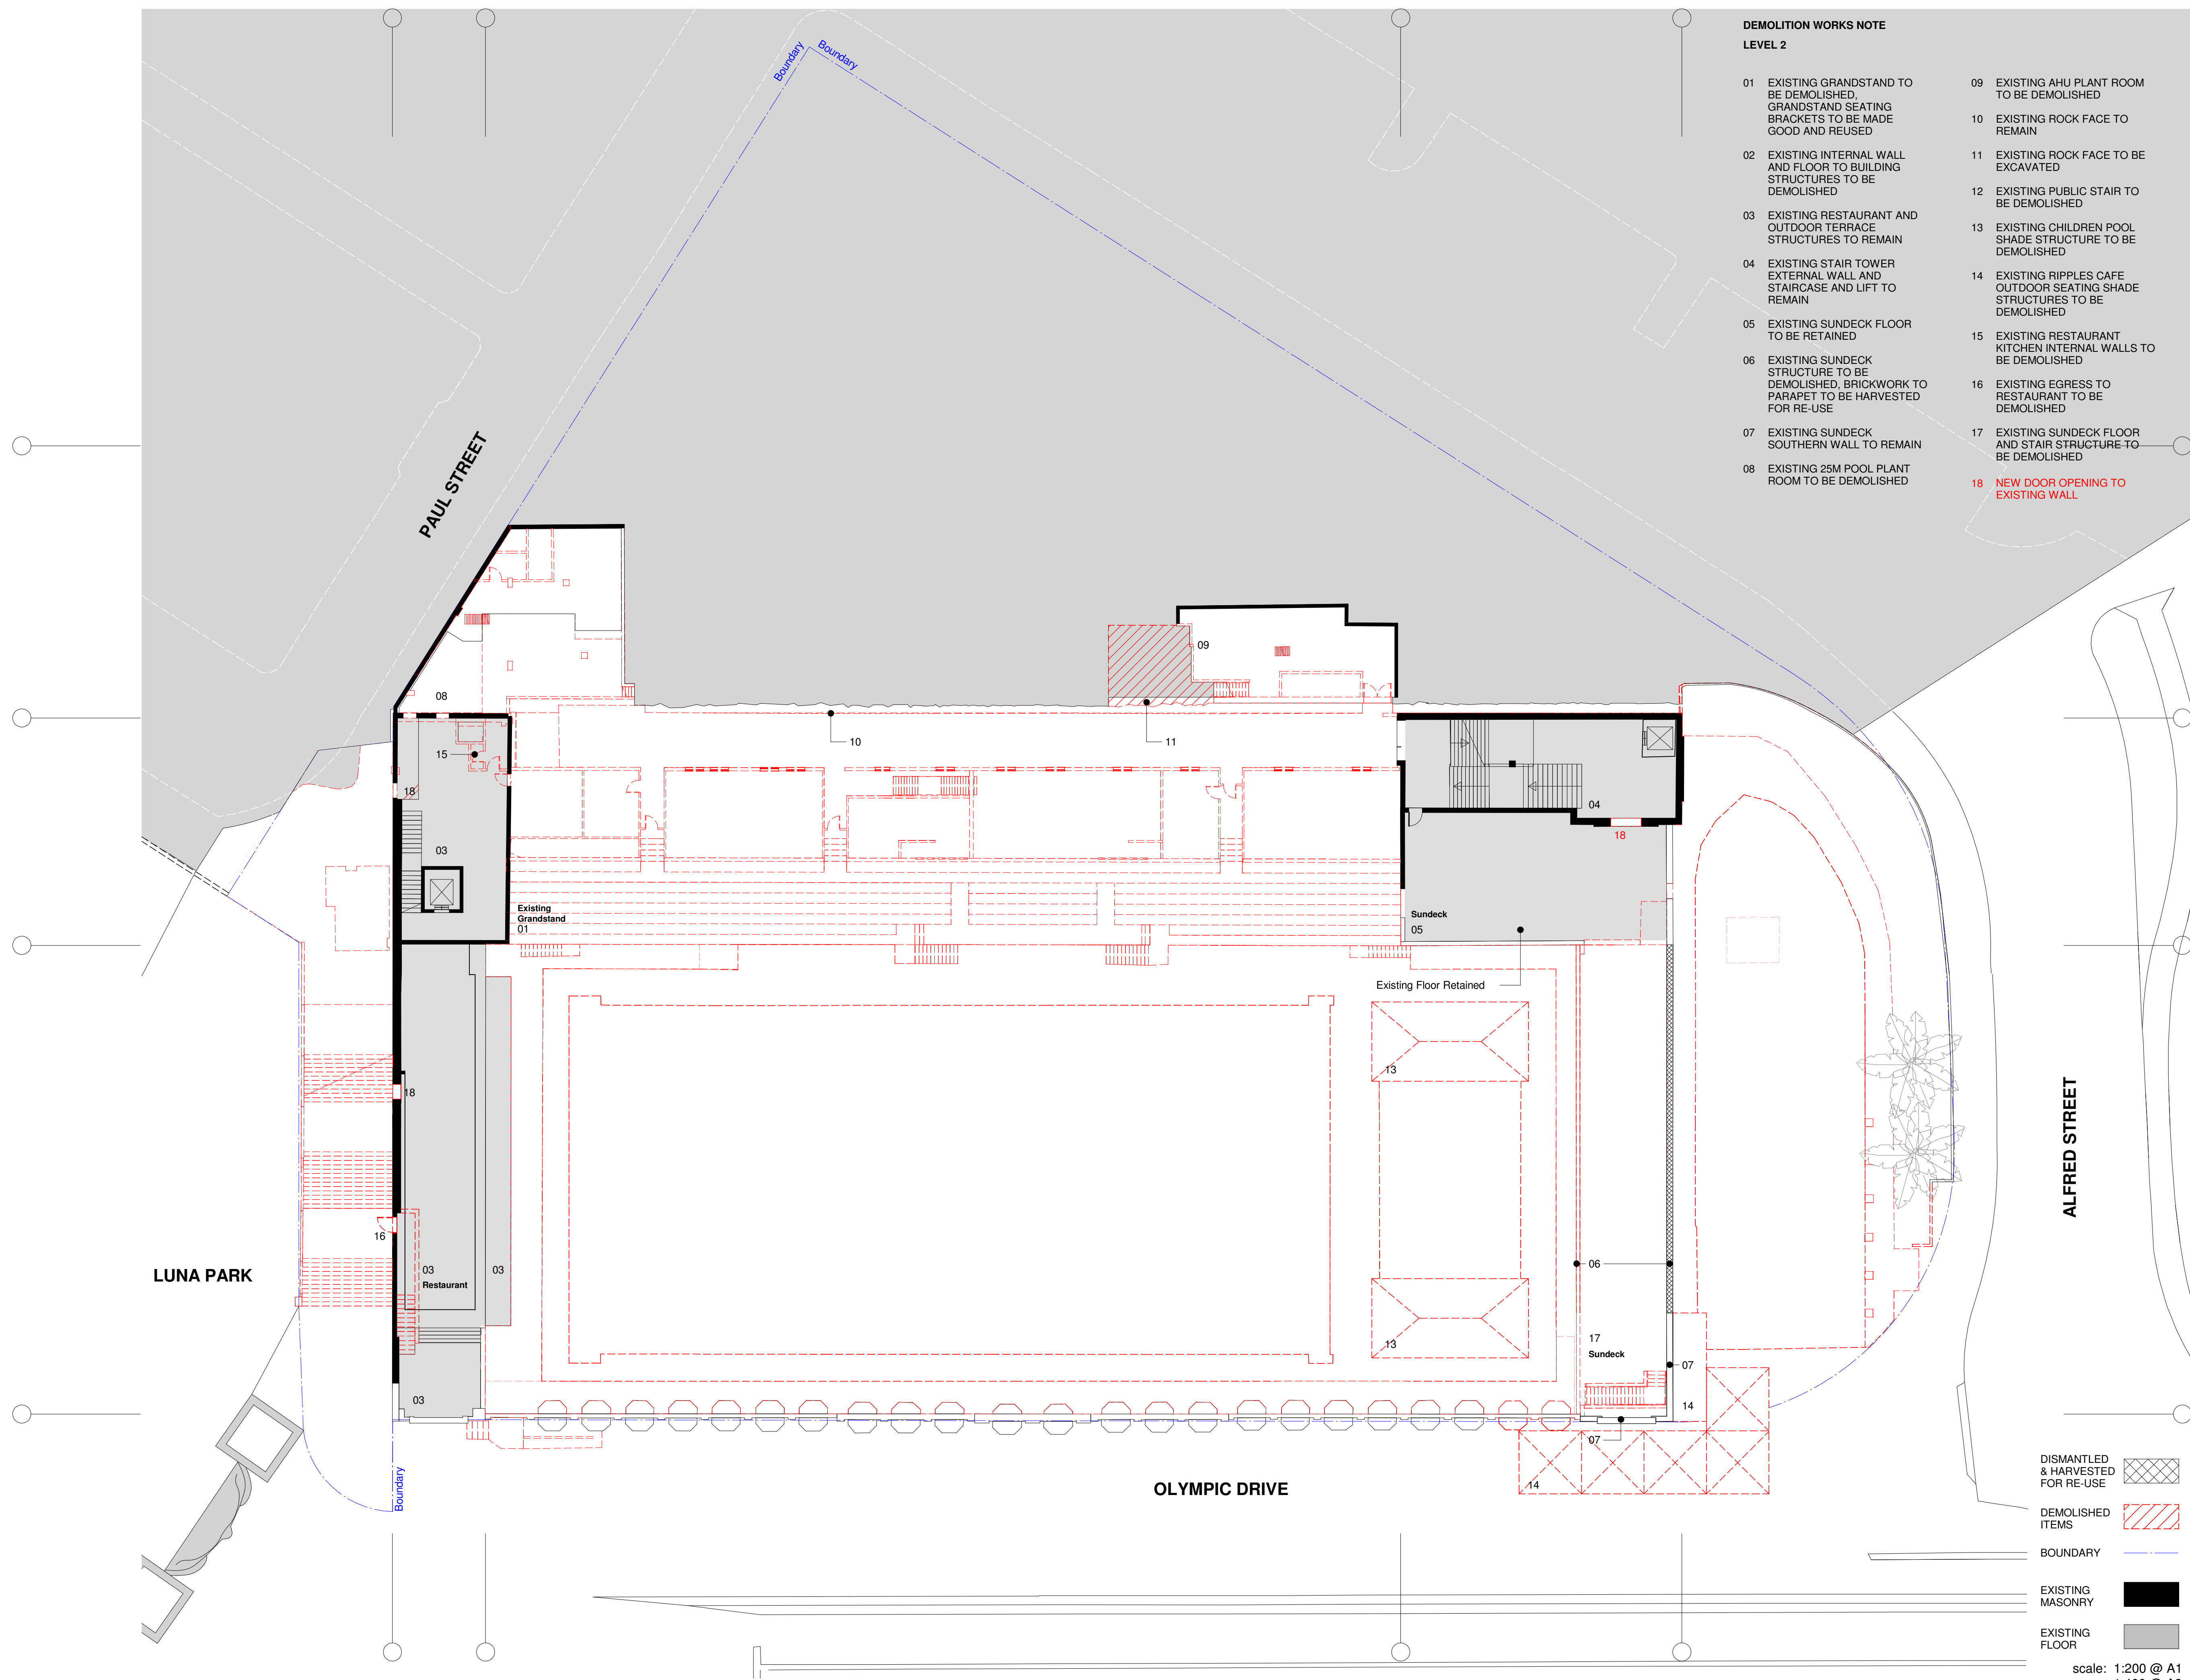 DEMOLITION WORKS NOTE
LEVEL 2
01 EXISTING GRANDSTAND TO
BE DEMOLISHED,
GRANDSTAND SEATING
BRACKETS TO BE MADE
GOOD AND REUSED
02 EXISTING INTERNAL WALL
AND FLOOR TO BUILDING
STRUCTURES TO BE
DEMOLISHED
03 EXISTING RESTAURANT AND
OUTDOOR TERRACE
STRUCTURES TO REMAIN
04 EXISTING STAIR TOWER
EXTERNAL WALL AND
STAIRCASE AND LIFT TO
REMAIN
05 EXISTING SUNDECK FLOOR
TO BE RETAINED
06 EXISTING SUNDECK
STRUCTURE TO BE
DEMOLISHED, BRICKWORK TO
PARAPET TO BE HARVESTED
FOR RE-USE
07 EXISTING SUNDECK
SOUTHERN WALL TO REMAIN
08 EXISTING 25M POOL PLANT
ROOM TO BE DEMOLISHED
09 EXISTING AHU PLANT ROOM
TO BE DEMOLISHED
10 EXISTING ROCK FACE TO
REMAIN
11 EXISTING ROCK FACE TO BE
EXCAVATED
12 EXISTING PUBLIC STAIR TO
BE DEMOLISHED
13 EXISTING CHILDREN POOL
SHADE STRUCTURE TO BE
DEMOLISHED
14 EXISTING RIPPLES CAFE
OUTDOOR SEATING SHADE
STRUCTURES TO BE
DEMOLISHED
15 EXISTING RESTAURANT
KITCHEN INTERNAL WALLS TO
BE DEMOLISHED
16 EXISTING EGRESS TO
RESTAURANT TO BE
DEMOLISHED
17 EXISTING SUNDECK FLOOR
AND STAIR STRUCTURE TO
BE DEMOLISHED
18 NEW DOOR OPENING TO
EXISTING WALL
Boundary
Boundary
PAUL STREET
09
08
10
11
15
18
04
18
03
Existing
Grandstand
01
Sundeck
05
Existing Floor Retained
13
18
ALFRED STREET
16
06
LUNA PARK
03
Restaurant
03
17
Sundeck
13
07
03
14
07
Boundary
OLYMPIC DRIVE
14
DISMANTLED
& HARVESTED
FOR RE-USE
DEMOLISHED
ITEMS
BOUNDARY
EXISTING
MASONRY
EXISTING
FLOOR
scale: 1:200 @ A1